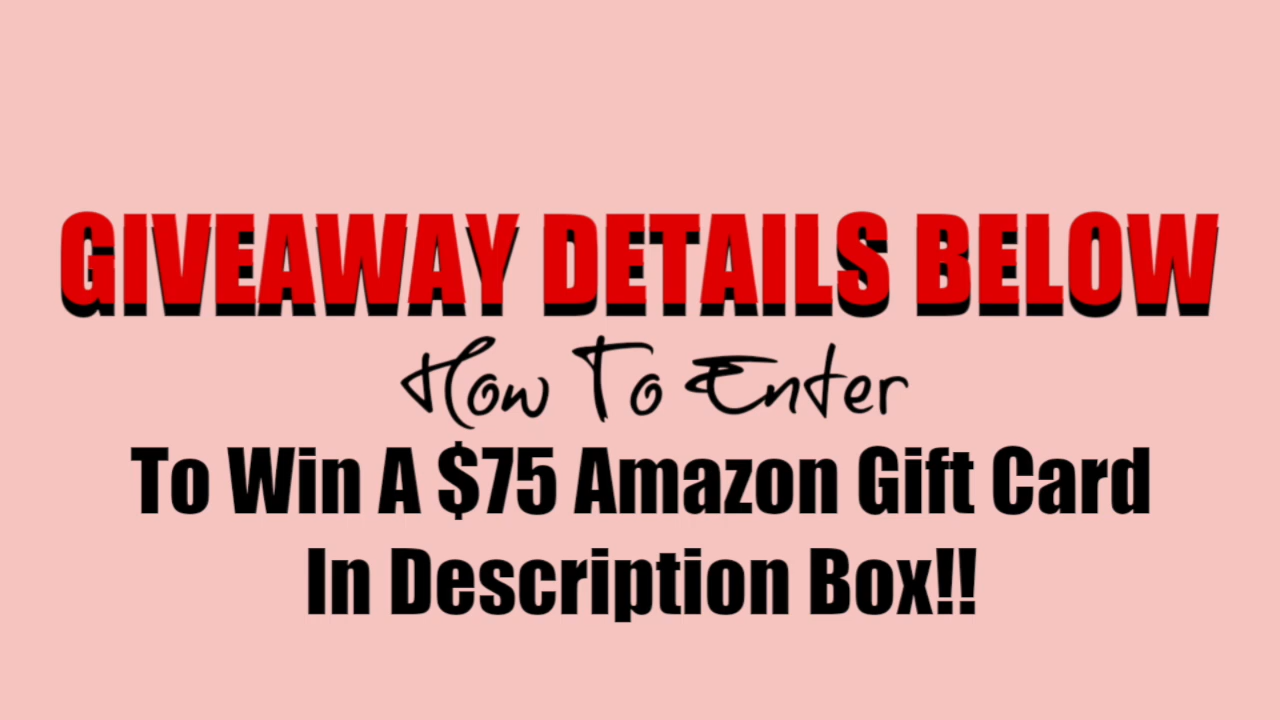 GIVEAWAY DETAILS BELOW
How To Enter
To Win A $75 Amazon Gift Card
In Description Box!!